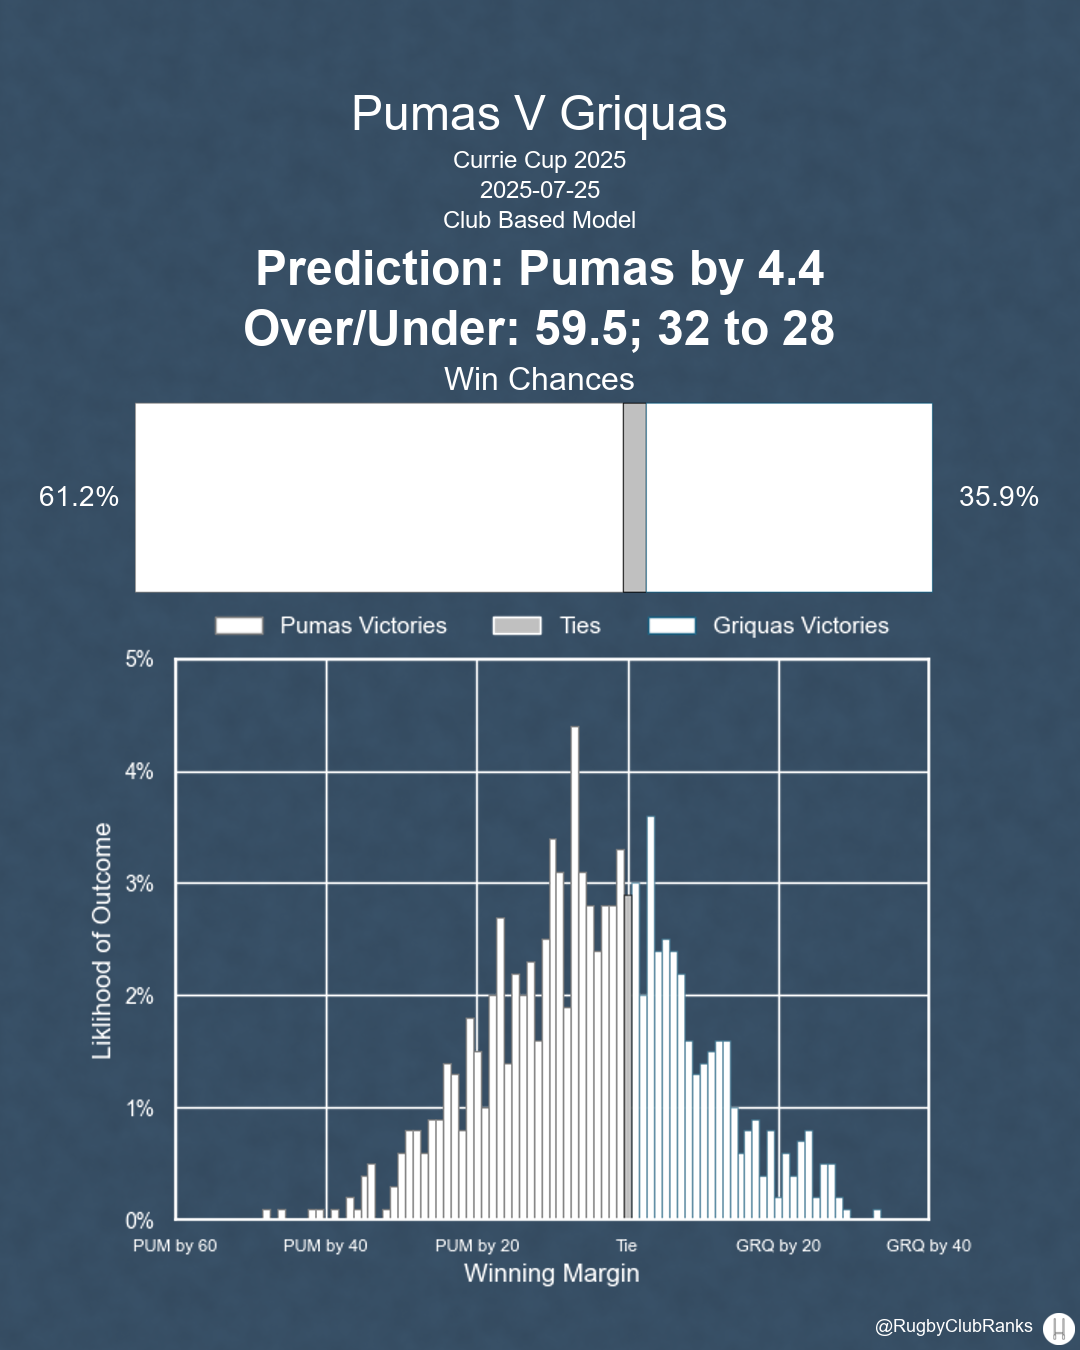 Pumas V Griquas
Currie Cup 2025
2025-07-25
Club Based Model
Prediction: Pumas by 4.4
Over/Under: 59.5; 32 to 28
Win Chances
61.2%
35.9%
Pumas Victories
Ties
Griquas Victories
5%
4%
3%
2%
1%
0%
Liklihood of Outcome
PUM by 60
PUM by 40
PUM by 20
Tie
GRQ by 20
GRQ by 40
Winning Margin
@RugbyClubRanks